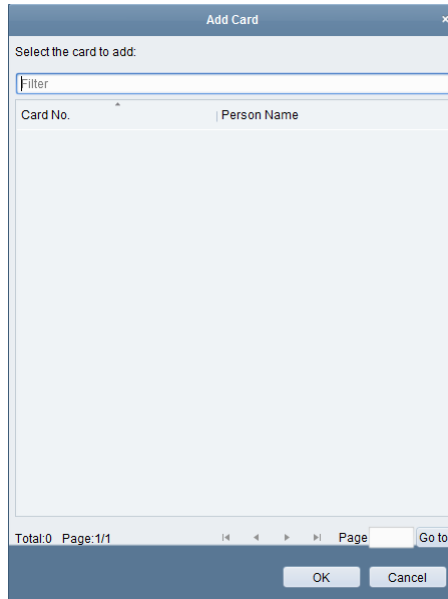 Add Card ×
Select the card to add:
Filter
Card No. Person Name
Total:0 Page:1/1 Page Go to
OK Cancel